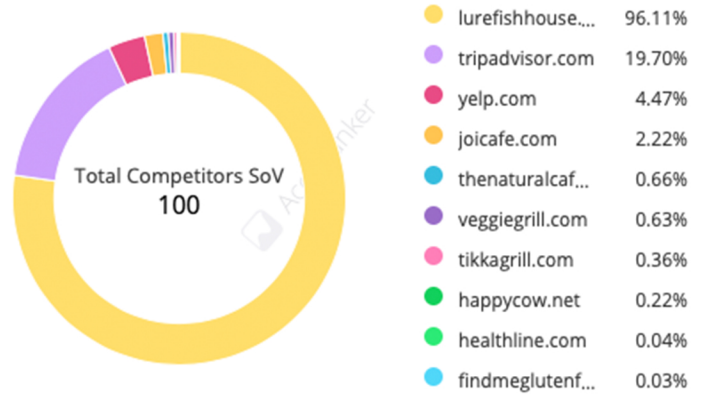 Total Competitors SoV
100
lurefishhouse.... 96.11%
tripadvisor.com 19.70%
yelp.com 4.47%
joicafe.com 2.22%
thenaturalcaf... 0.66%
veggiegrill.com 0.63%
tikkagrill.com 0.36%
happycow.net 0.22%
healthline.com 0.04%
findmeglutenf... 0.03%